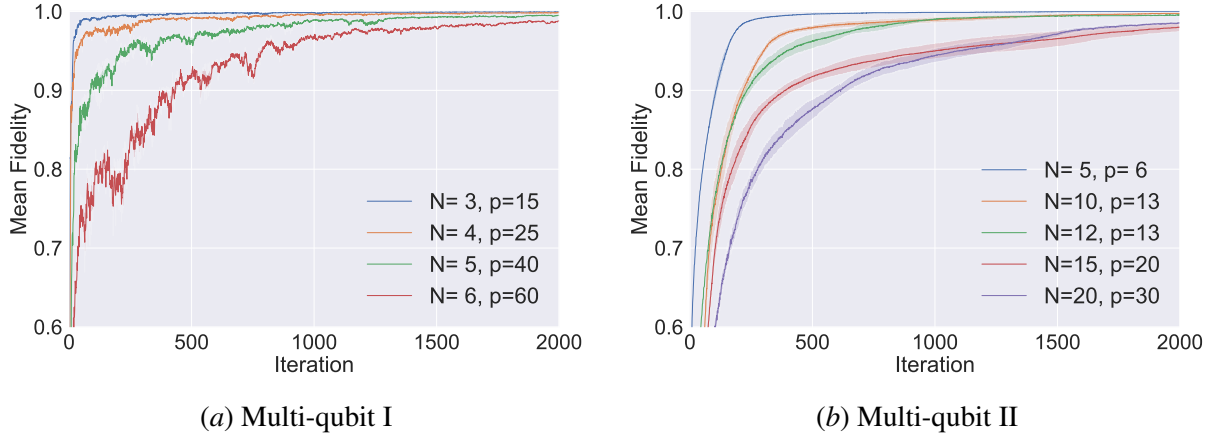 1.0
0.9
0.8
0.7
0.6
Mean Fidelity
N= 3, p=15
N= 4, p=25
N= 5, p=40
N= 6, p=60
0 500 1000 1500 2000
Iteration
(a) Multi-qubit I
1.0
0.9
0.8
0.7
0.6
Mean Fidelity
N= 5, p= 6
N=10, p=13
N=12, p=13
N=15, p=20
N=20, p=30
0 500 1000 1500 2000
Iteration
(b) Multi-qubit II